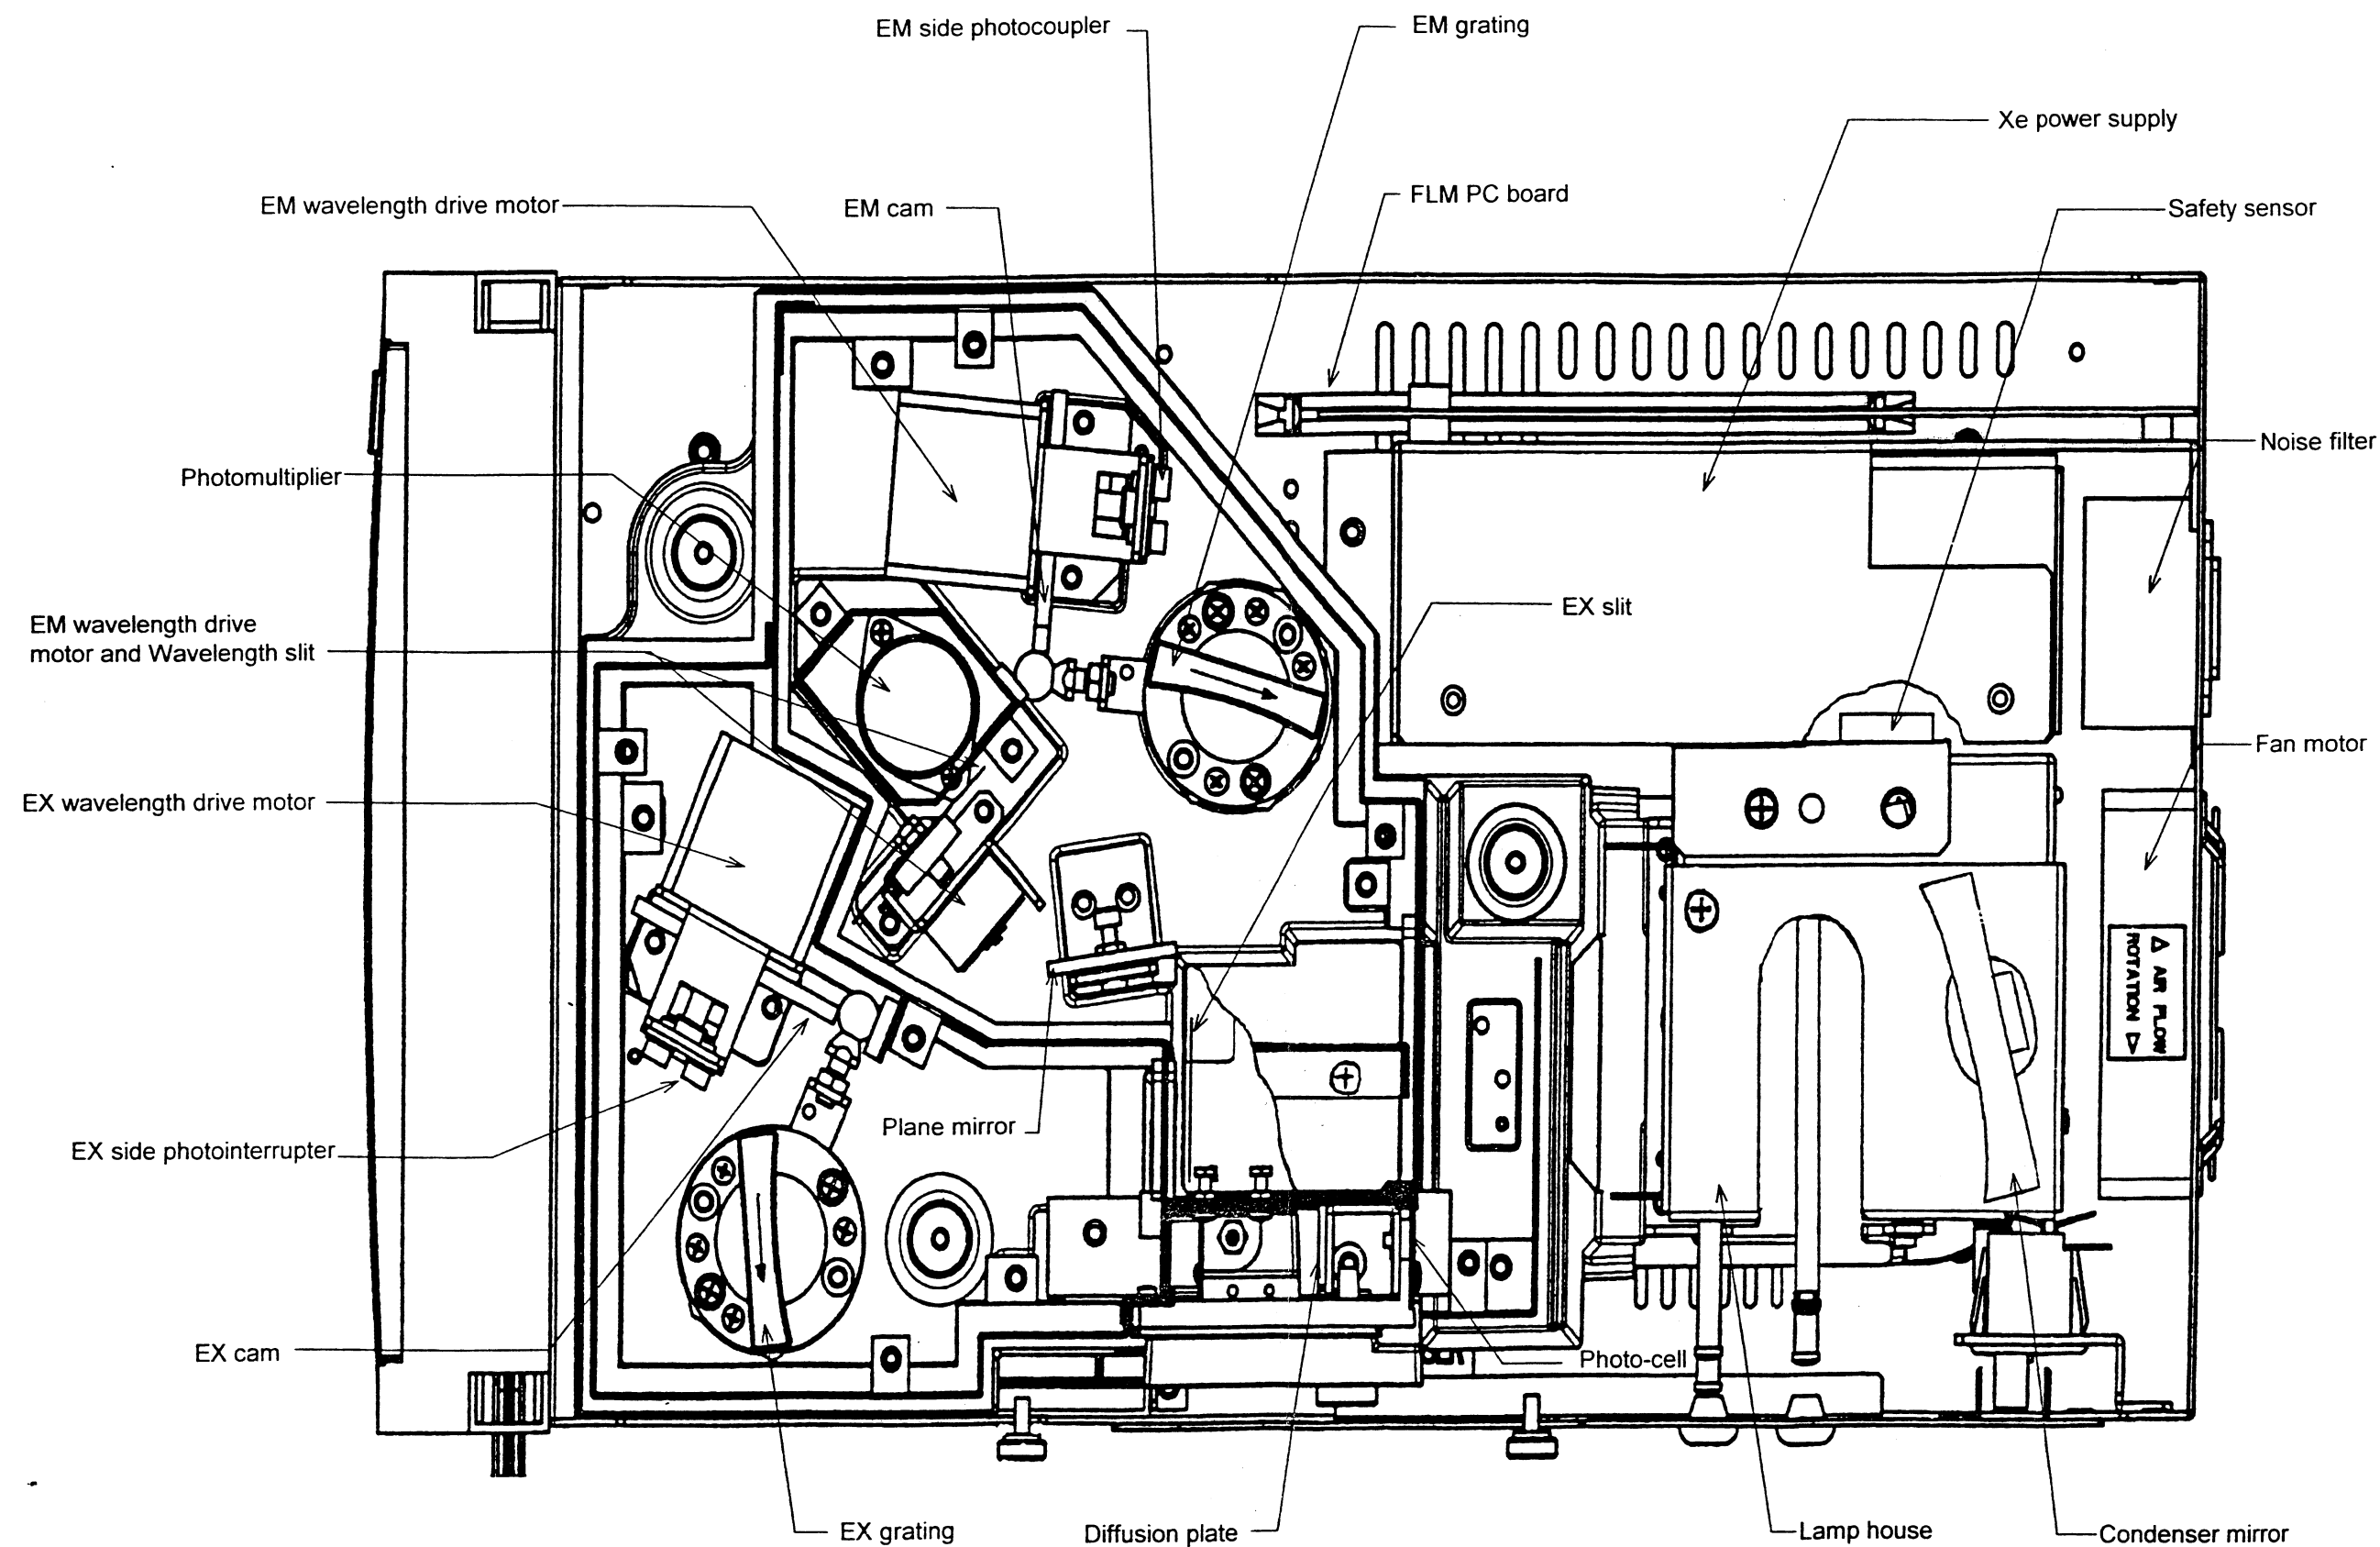 EM side photocoupler
EM grating
Xe power supply
EM wavelength drive motor
EM cam
FLM PC board
Safety sensor
Noise filter
Photomultiplier
EX slit
EM wavelength drive
motor and Wavelength slit
Fan motor
EX wavelength drive motor
△ AIR FLOW
ROTATION ▷
Plane mirror
EX side photointerrupter
EX cam
Photo-cell
EX grating
Diffusion plate
Lamp house
Condenser mirror